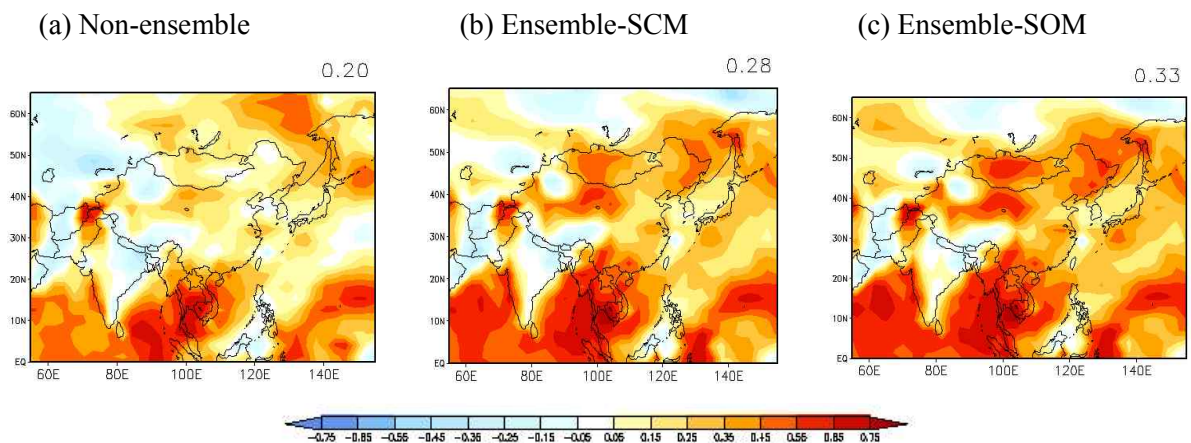 (a) Non-ensemble (b) Ensemble-SCM (c) Ensemble-SOM
0.20 0.28 0.33
60N 60N 60N
50N 50N 50N
40N 40N 40N
30N 30N 30N
20N 20N 20N
10N 10N 10N
EQ EQ EQ
60E 80E 100E 120E 140E 60E 80E 100E 120E 140E 60E 80E 100E 120E 140E
-0.75 -0.65 -0.55 -0.45 -0.35 -0.25 -0.15 -0.05 0.05 0.15 0.25 0.35 0.45 0.55 0.65 0.75